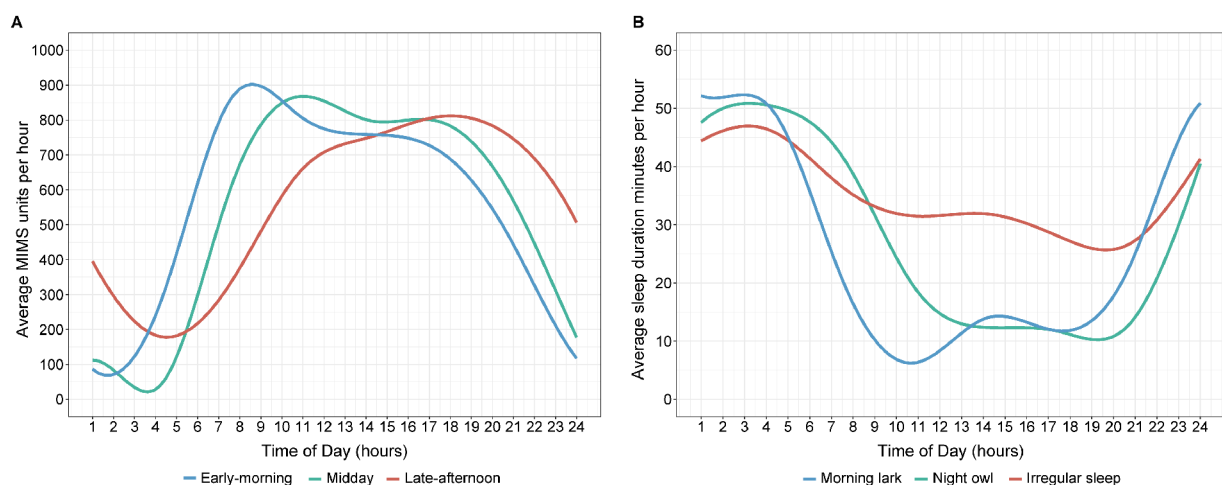 A
Average MIMS units per hour
1000
900
800
700
600
500
400
300
200
100
0
1 2 3 4 5 6 7 8 9 10 11 12 13 14 15 16 17 18 19 20 21 22 23 24
Time of Day (hours)
Early-morning Midday Late-afternoon
B
Average sleep duration minutes per hour
60
50
40
30
20
10
0
1 2 3 4 5 6 7 8 9 10 11 12 13 14 15 16 17 18 19 20 21 22 23 24
Time of Day (hours)
Morning lark Night owl Irregular sleep